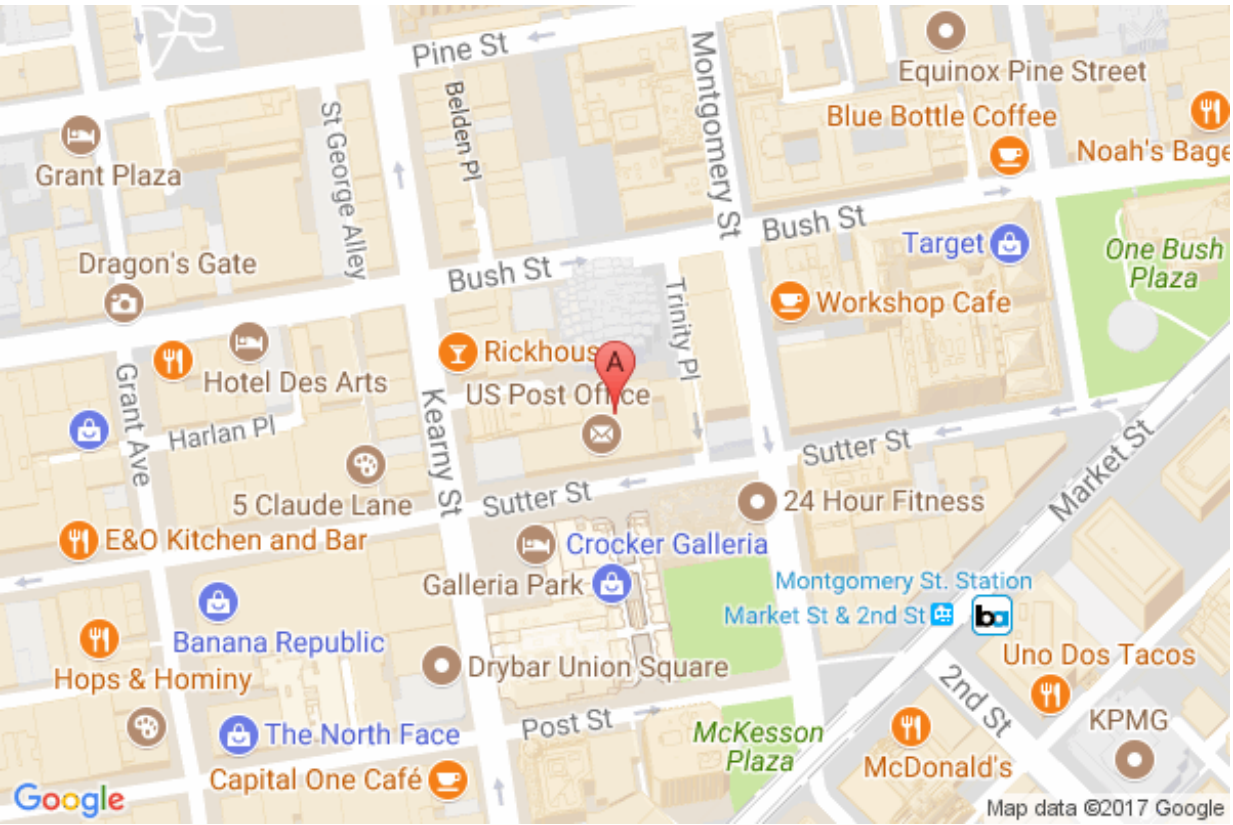 Pine St
Montgomery St
Equinox Pine Street
Belden Pl
Blue Bottle Coffee
St George Alley
Noah's Bage
Grant Plaza
Bush St
Target
One Bush
Plaza
Dragon's Gate
Bush St
Trinity Pl
Workshop Cafe
Rickhous
A
Hotel Des Arts
US Post Office
Grant Ave
Harlan Pl
Kearny St
Sutter St
Market St
5 Claude Lane
Sutter St
24 Hour Fitness
E&O Kitchen and Bar
Crocker Galleria
Galleria Park
Montgomery St. Station
Market St & 2nd St
ba
Banana Republic
Drybar Union Square
Uno Dos Tacos
Hops & Hominy
2nd St
Post St
KPMG
The North Face
McKesson
Plaza
McDonald's
Capital One Café
Google
Map data ©2017 Google